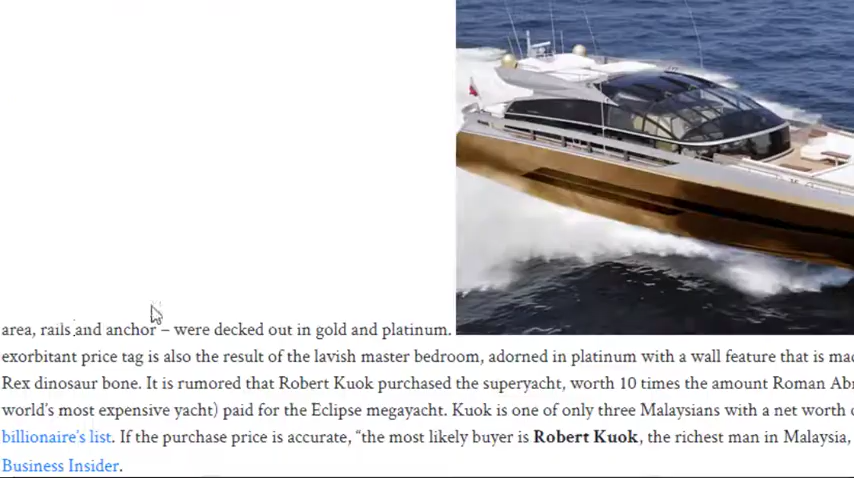 area, rails and anchor – were decked out in gold and platinum.
exorbitant price tag is also the result of the lavish master bedroom, adorned in platinum with a wall feature that is
Rex dinosaur bone. It is rumored that Robert Kuok purchased the superyacht, worth 10 times the amount Roman
world's most expensive yacht) paid for the Eclipse megayacht. Kuok is one of only three Malaysians with a net worth
billionaire's list. If the purchase price is accurate, “the most likely buyer is Robert Kuok, the richest man in Malaysia,
Business Insider.